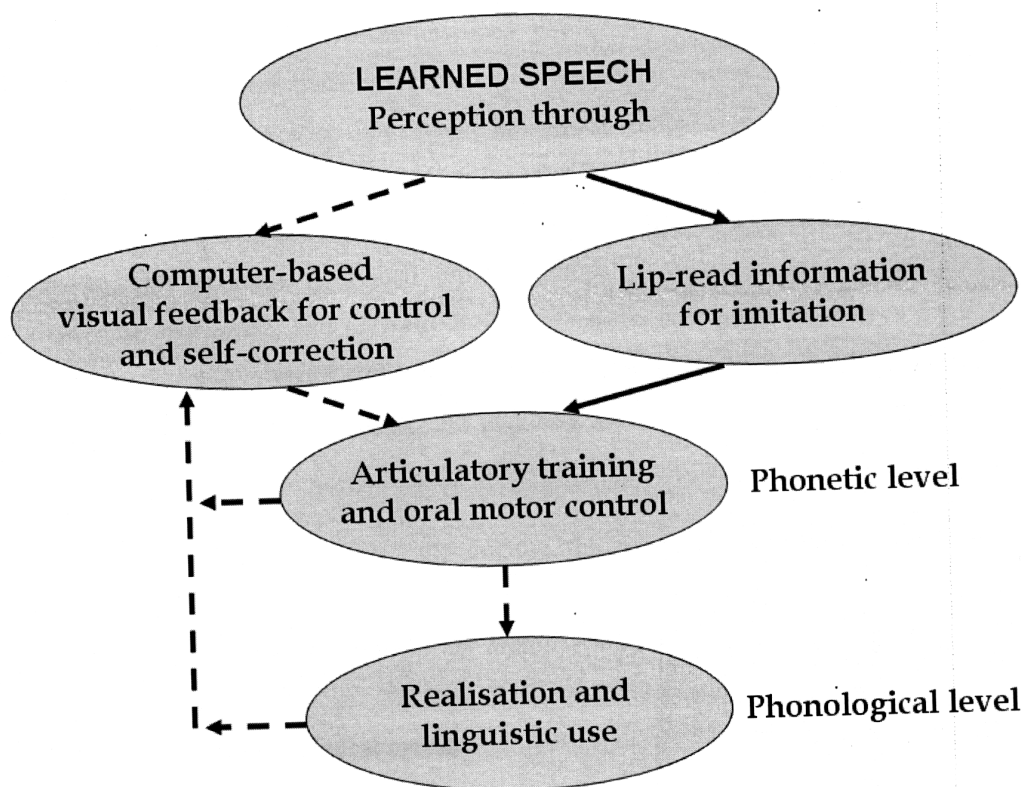 LEARNED SPEECH
Perception through
Computer-based
visual feedback for control
and self-correction
Lip-read information
for imitation
Articulatory training
and oral motor control
Phonetic level
Realisation and
linguistic use
Phonological level